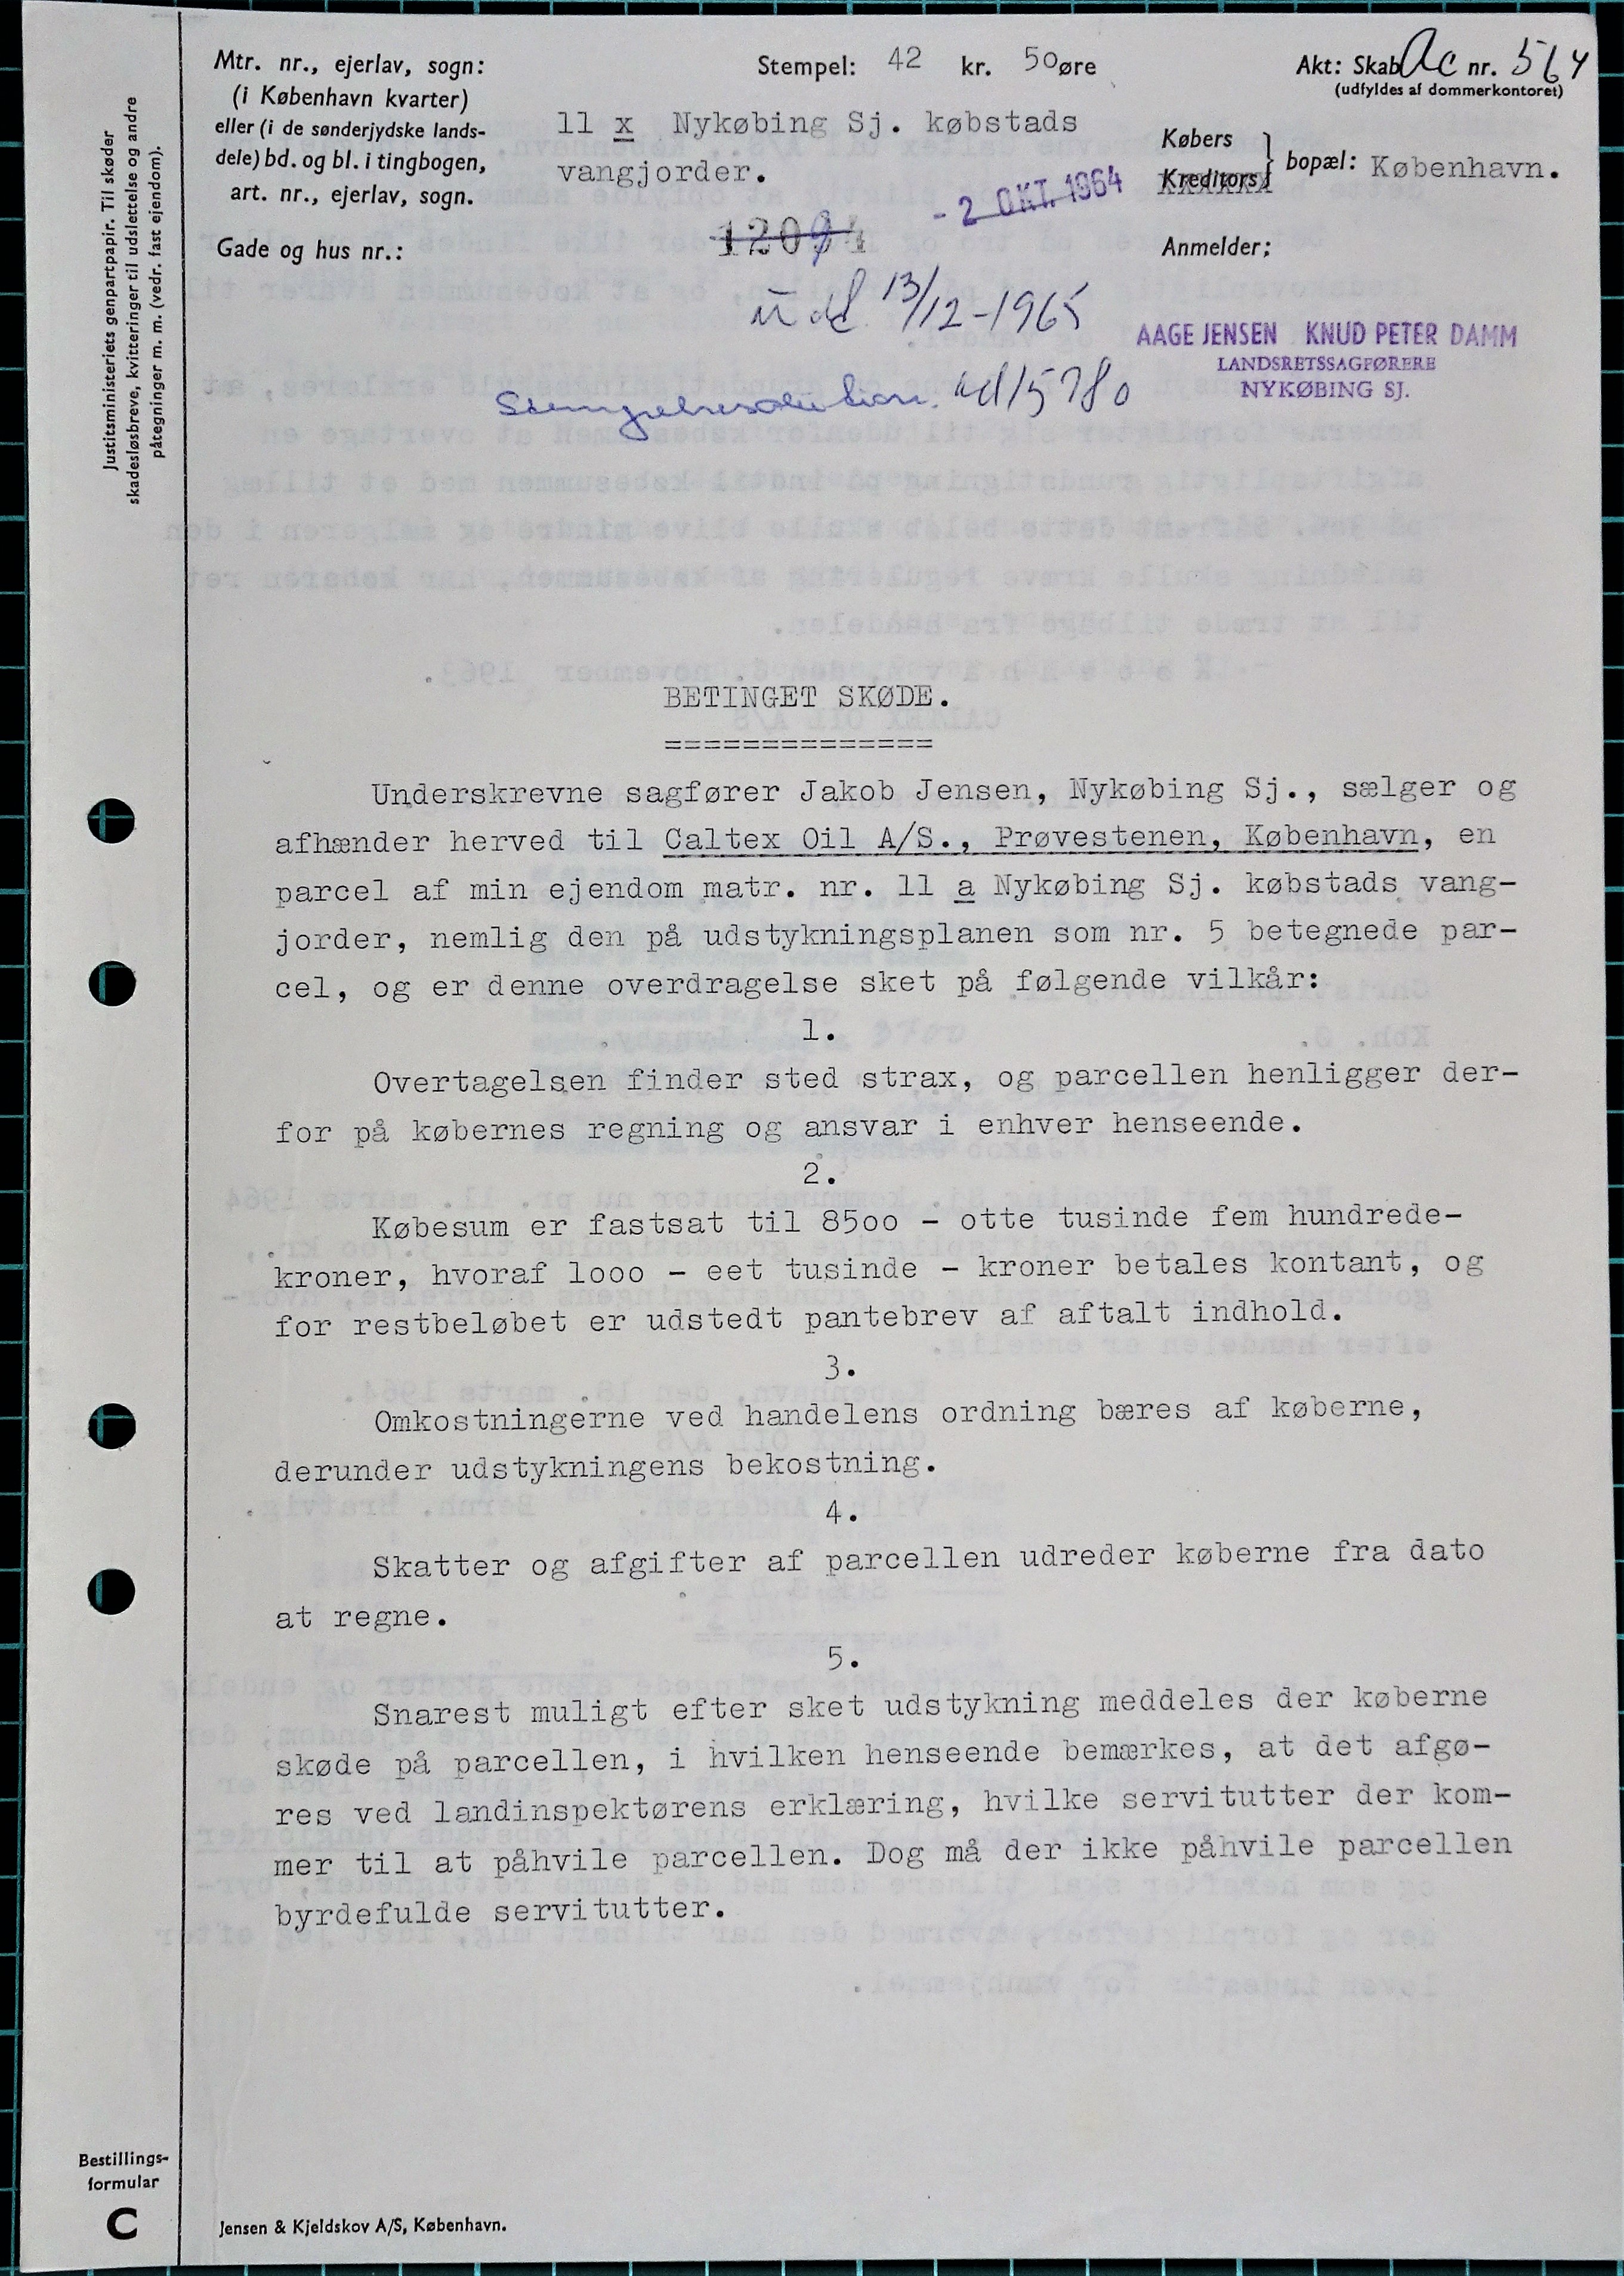 Mtr. nr., ejerlav, sogn:
(i København kvarter)
eller (i de sønderjydske lands-
dele) bd. og bl. i tingbogen,
art. nr., ejerlav, sogn.
Gade og hus nr.:
Stempel: 42 kr. 50 øre
11 x Nykøbing Sj. købstads
vangjorder.
- 2 OKT. 1964
Akt: Skab Ac nr. 564
(udfyldes af dommerkontoret)
Købers
Kreditors
bopæl: København.
Anmelder:
13/12-1965
AAGE JENSEN KNUD PETER DAMM
LANDSRETSSAGFØRERE
NYKØBING SJ.
Stempelresolution. ad 15780
Justitsministeriets genpartpapir. Til skøder
skadesløsbreve, kvitteringer til udslettelse og andre
påtegninger m. m. (vedr. fast ejendom).
BETINGET SKØDE.
==============
Underskrevne sagfører Jakob Jensen, Nykøbing Sj., sælger og
afhænder herved til Caltex Oil A/S., Prøvestenen, København, en
parcel af min ejendom matr. nr. 11 a Nykøbing Sj. købstads vang-
jorder, nemlig den på udstykningsplanen som nr. 5 betegnede par-
cel, og er denne overdragelse sket på følgende vilkår:
1.
Overtagelsen finder sted strax, og parcellen henligger der-
for på købernes regning og ansvar i enhver henseende.
2.
Købesum er fastsat til 8500 - otte tusinde fem hundrede-
kroner, hvoraf 1000 - eet tusinde - kroner betales kontant, og
for restbeløbet er udstedt pantebrev af aftalt indhold.
3.
Omkostningerne ved handelens ordning bæres af køberne,
derunder udstykningens bekostning.
4.
Skatter og afgifter af parcellen udreder køberne fra dato
at regne.
5.
Snarest muligt efter sket udstykning meddeles der køberne
skøde på parcellen, i hvilken henseende bemærkes, at det afgø-
res ved landinspektørens erklæring, hvilke servitutter der kom-
mer til at påhvile parcellen. Dog må der ikke påhvile parcellen
byrdefulde servitutter.
Bestillings-
formular
C
Jensen & Kjeldskov A/S, København.